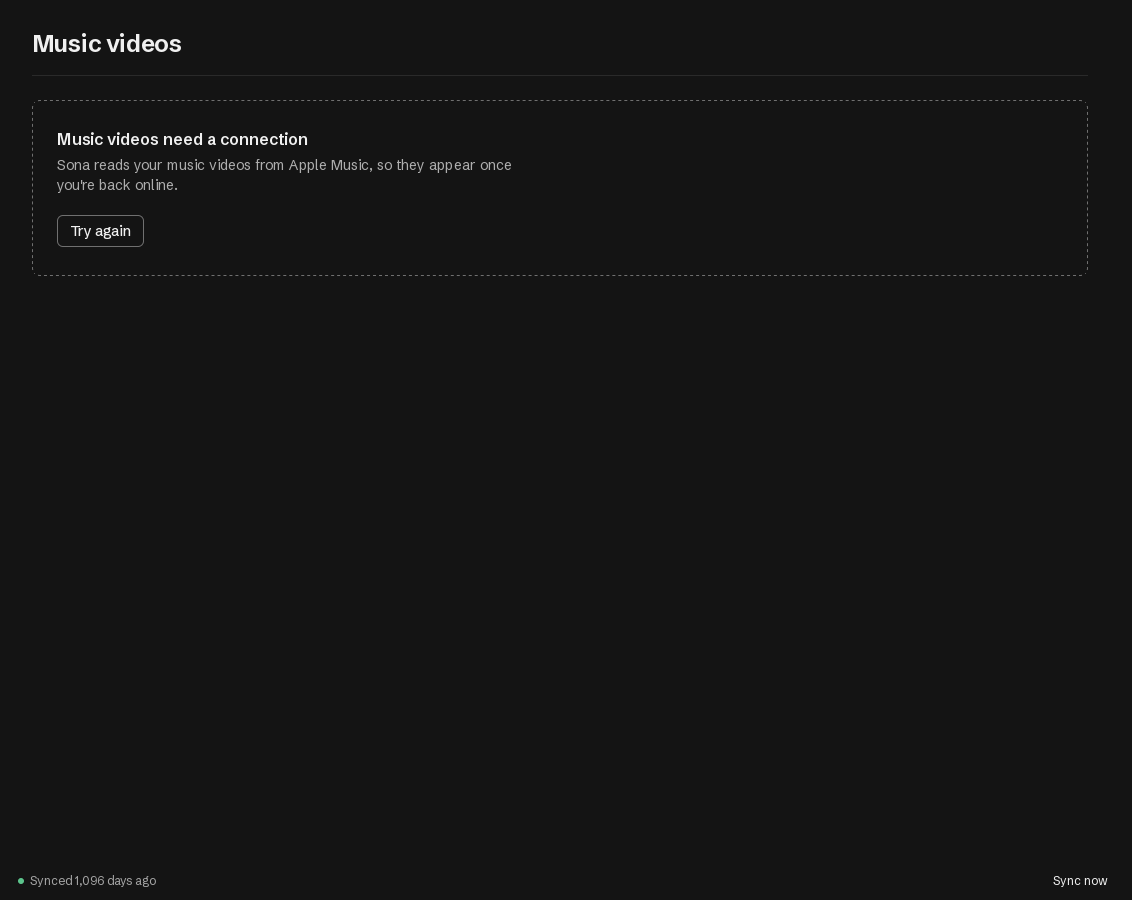 Music videos
Music videos need a connection
Sona reads your music videos from Apple Music, so they appear once
you're back online.
Try again
Synced 1,096 days ago
Sync now